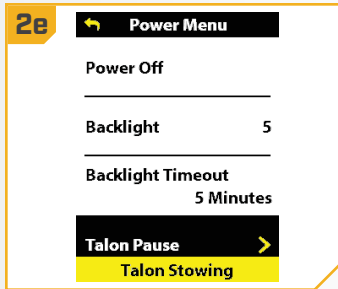 2e
Power Menu
Power Off
Backlight 5
Backlight Timeout
5 Minutes
Talon Pause
Talon Stowing